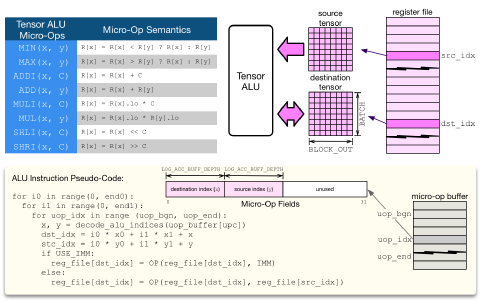 Tensor ALU Micro-Ops
Micro-Op Semantics
MIN(x, y)
R[x] = R[x] < R[y] ? R[x] : R[y]
MAX(x, y)
R[x] = R[x] > R[y] ? R[x] : R[y]
ADDI(x, C)
R[x] = R[x] + C
ADD(x, y)
R[x] = R[x] + R[y]
MULI(x, C)
R[x] = R[x].lo * C
MUL(x, y)
R[x] = R[x].lo * R[y].lo
SHLI(x, C)
R[x] = R[x] << C
SHRI(x, C)
R[x] = R[x] >> C
Tensor ALU
source tensor
destination tensor
BATCH
BLOCK_OUT
register file
src_idx
dst_idx
ALU Instruction Pseudo-Code:
for i0 in range(0, end0):
for i1 in range(0, end1):
for uop_idx in range (uop_bgn, uop_end):
x, y = decode_alu_indices(uop_buffer[upc])
dst_idx = i0 * x0 + i1 * x1 + x
stc_idx = i0 * y0 + i1 * y1 + y
if USE_IMM:
reg_file[dst_idx] = OP(reg_file[dst_idx], IMM)
else:
reg_file[dst_idx] = OP(reg_file[dst_idx], reg_file[src_idx])
LOG_ACC_BUFF_DEPTH
LOG_ACC_BUFF_DEPTH
destination index (x)
source index (y)
unused
0
31
Micro-Op Fields
micro-op buffer
uop_bgn
uop_idx
uop_end